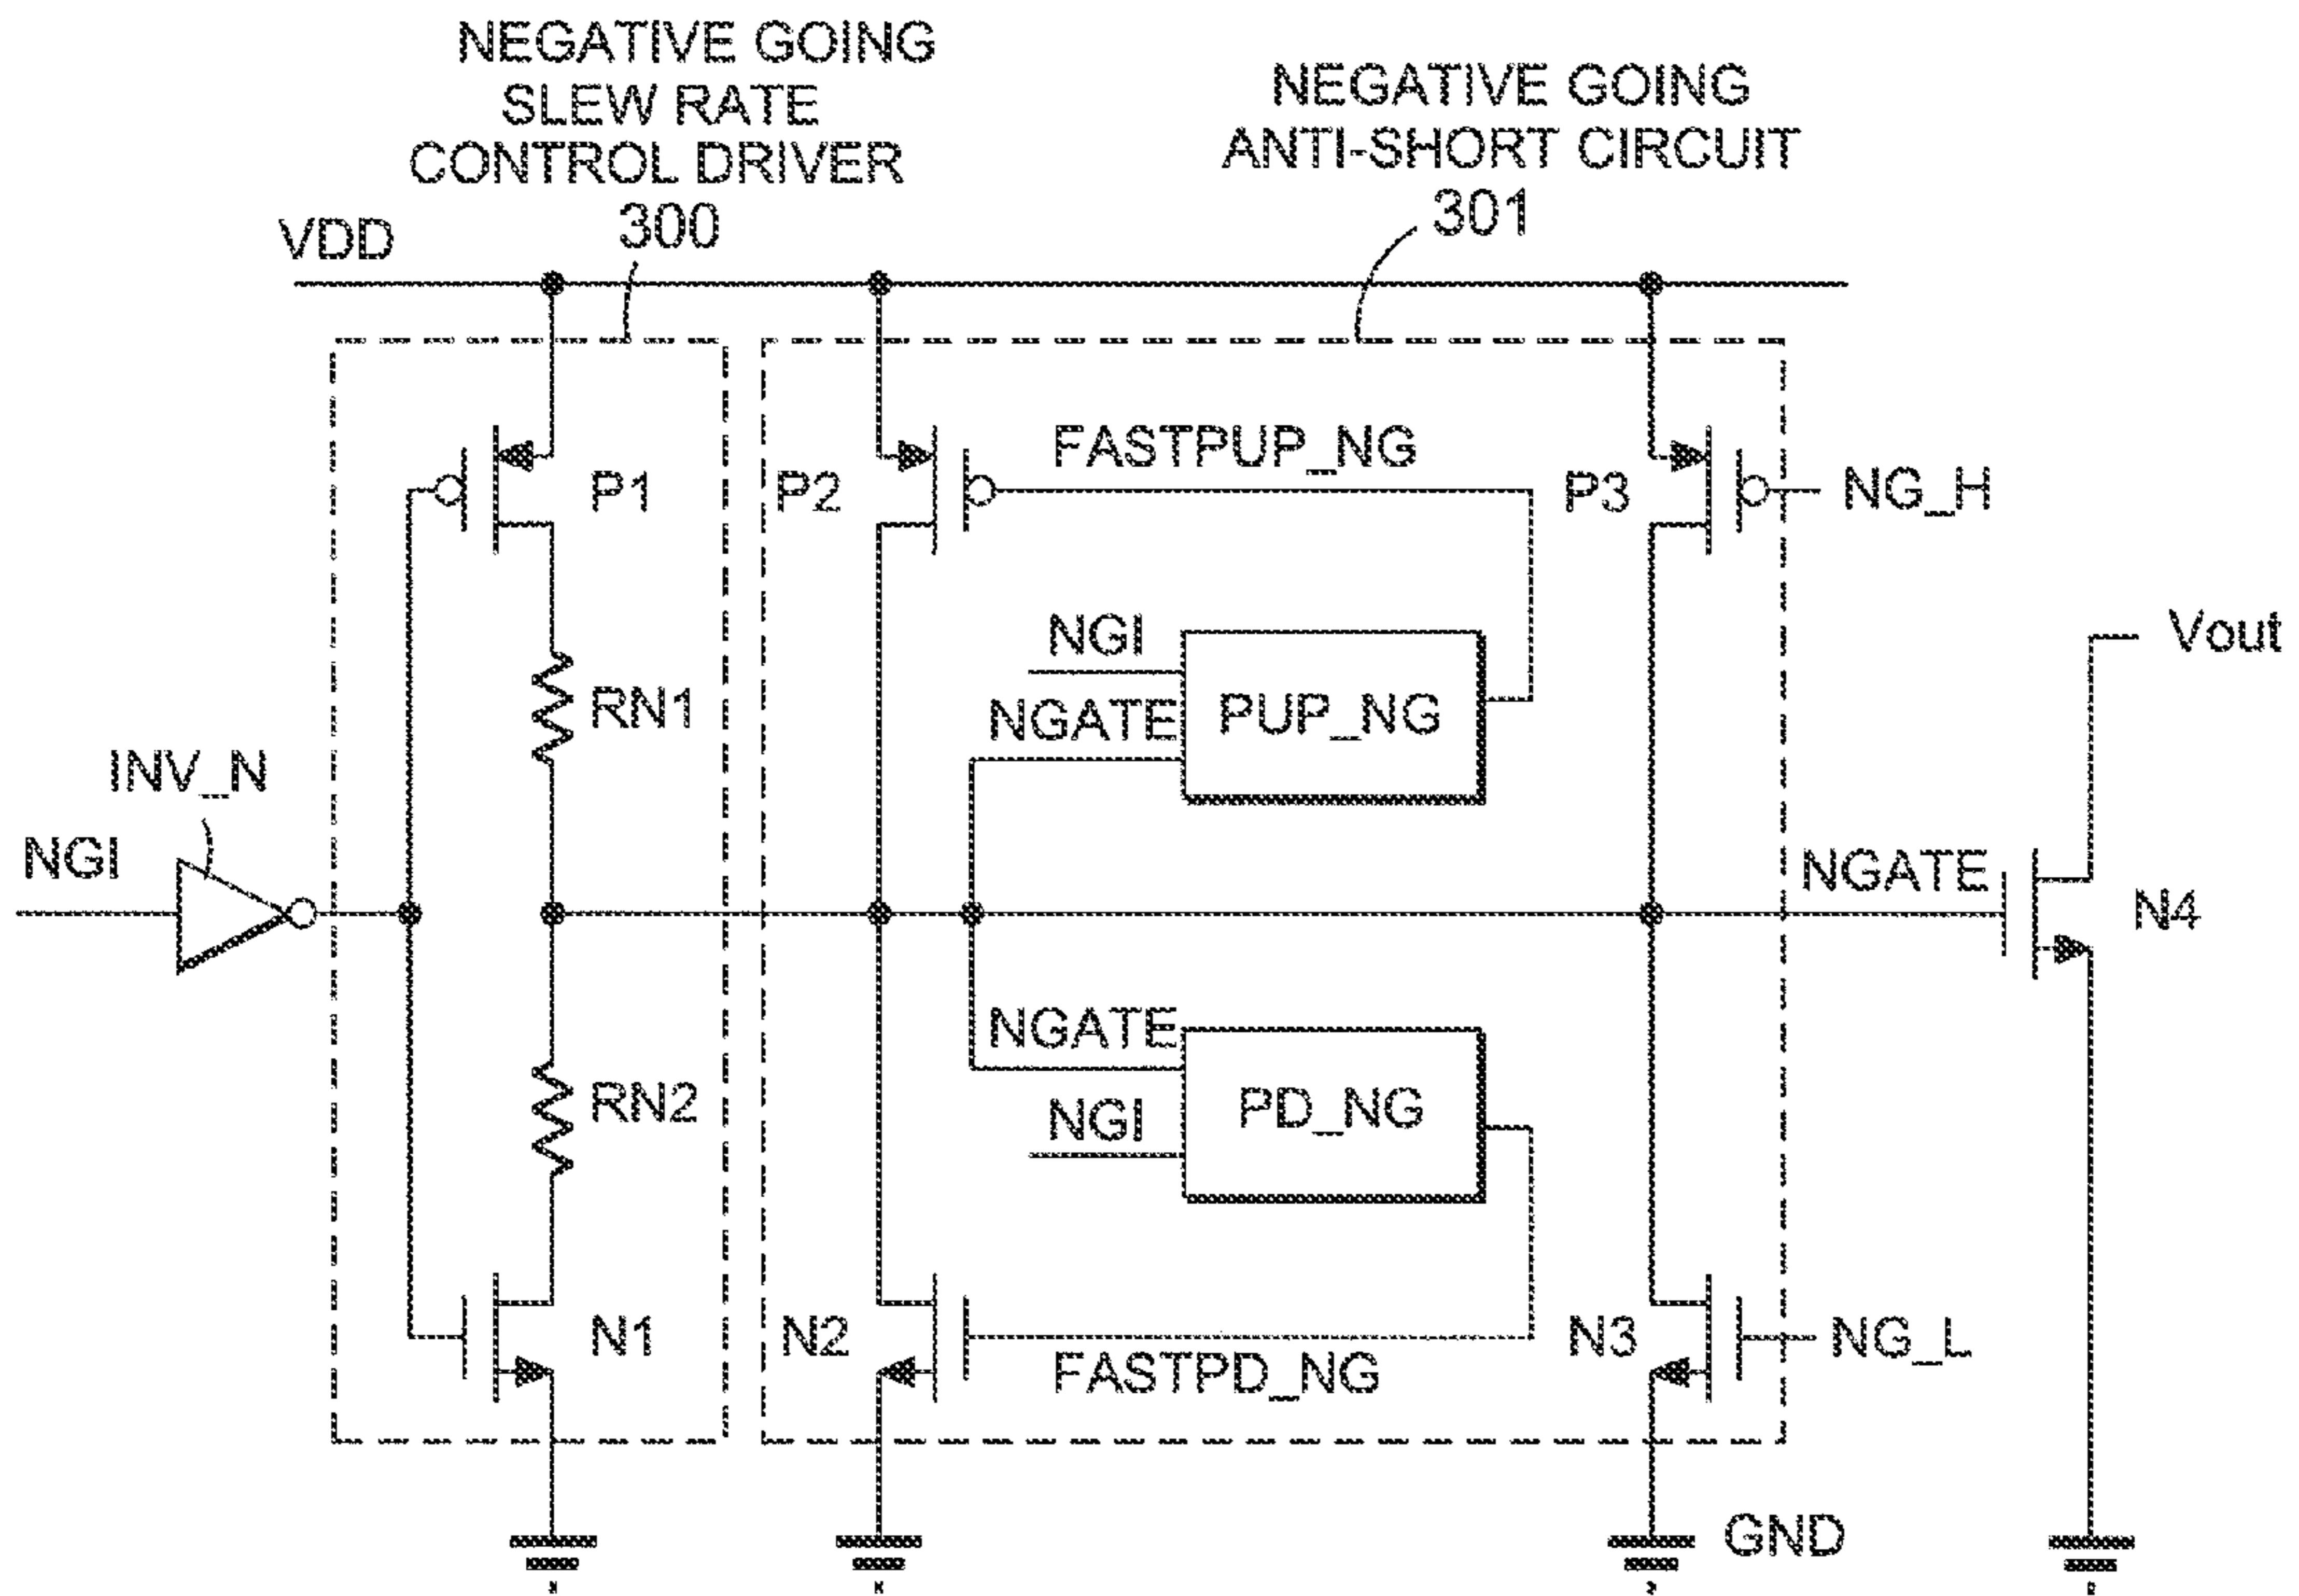 NEGATIVE GOING
SLEW RATE
CONTROL DRIVER
300
NEGATIVE GOING
ANTI-SHORT CIRCUIT
301
VDD
FASTPUP_NG
P1
P2
P3
NG_H
NGI
Vout
RN1
NGATE
PUP_NG
INV_N
NGI
NGATE
N4
NGATE
RN2
PD_NG
NGI
N1
N2
N3
NG_L
FASTPD_NG
GND